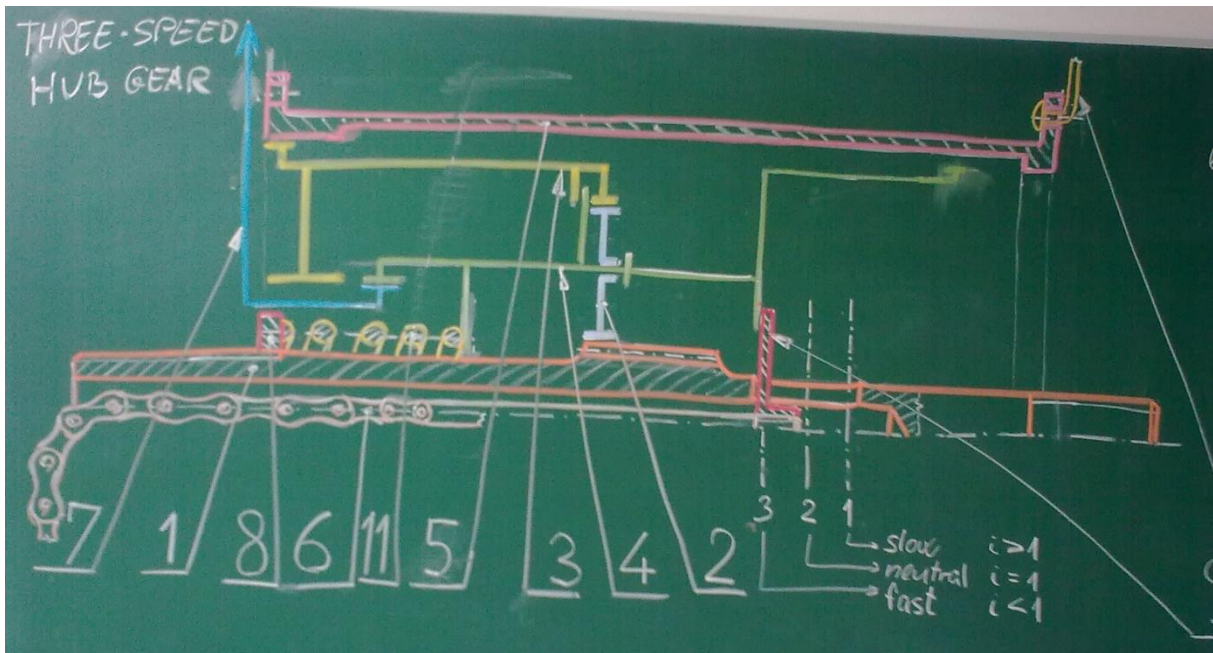 THREE-SPEED
HUB GEAR
3 2 1
slow i>1
neutral i=1
fast i<1
7 1 8 6 11 5 3 4 2